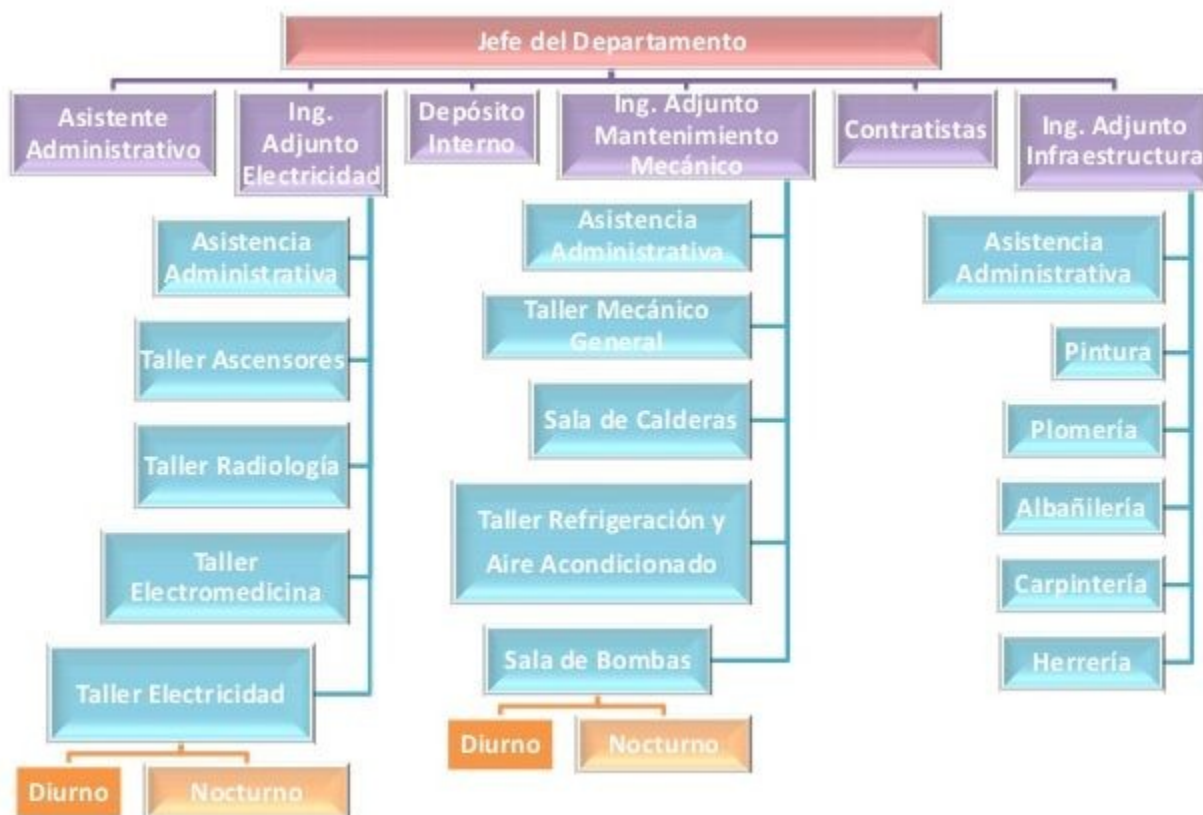 Jefe del Departamento
Asistente
Administrativo
Ing.
Adjunto
Electricidad
Depósito
Interno
Ing. Adjunto
Mantenimiento
Mecánico
Contratistas
Ing. Adjunto
Infraestructura
Asistencia
Administrativa
Taller Ascensores
Taller Radiología
Taller
Electromedicina
Taller Electricidad
Diurno
Nocturno
Asistencia
Administrativa
Taller Mecánico
General
Sala de Calderas
Taller Refrigeración y
Aire Acondicionado
Sala de Bombas
Diurno
Nocturno
Asistencia
Administrativa
Pintura
Plomería
Albañilería
Carpintería
Herrería